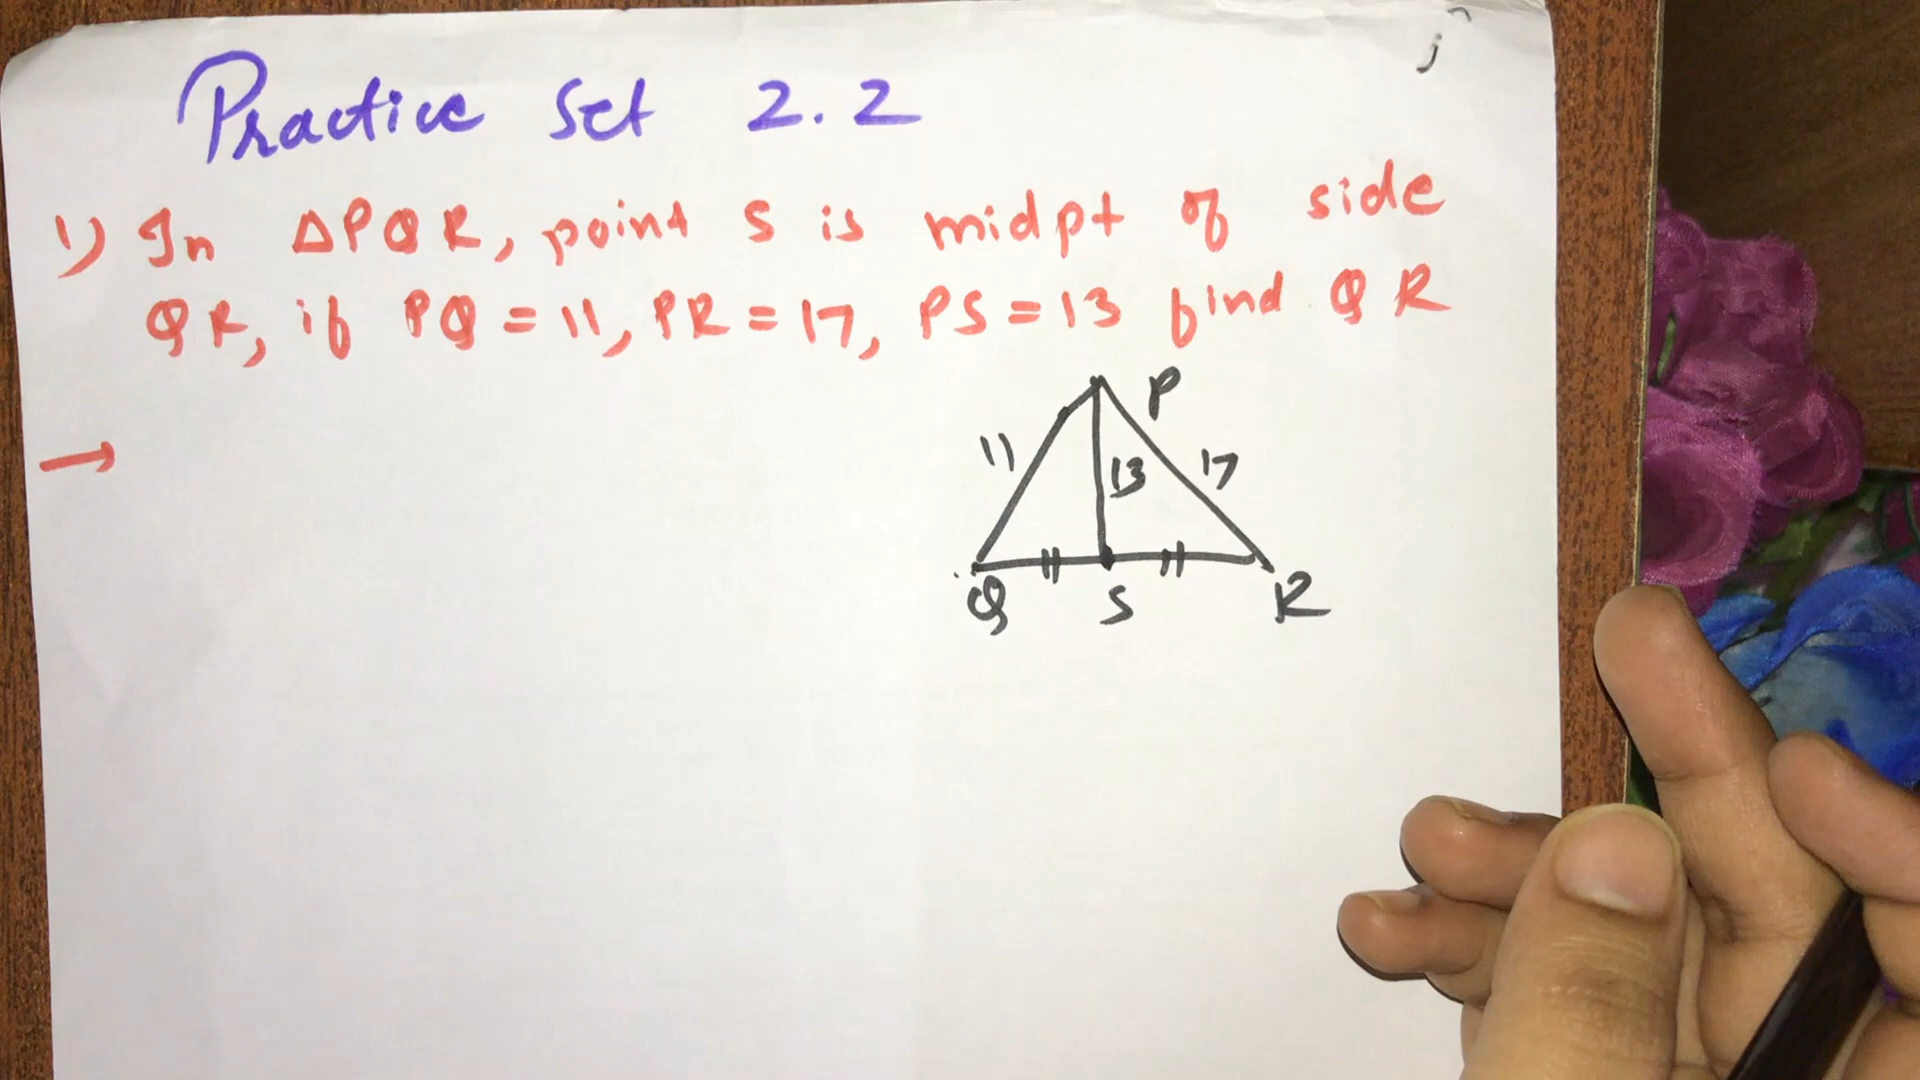 Practice Set 2.2
1) In ΔPQR, point S is midpt of side
QR, if PQ = 11, PR = 17, PS = 13 find QR
→
P
11 13 17
Q S R